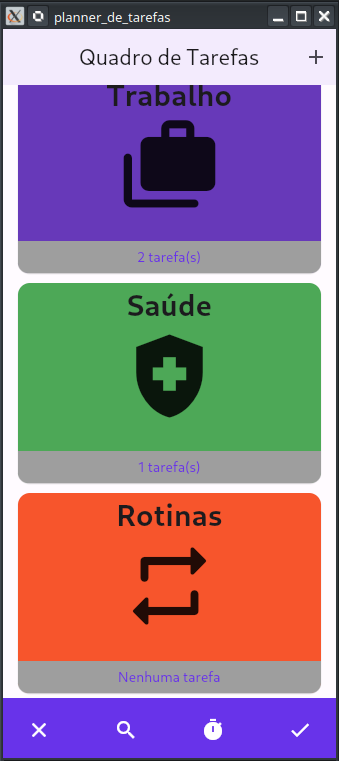 planner_de_tarefas
Quadro de Tarefas
Trabalho
2 tarefa(s)
Saúde
1 tarefa(s)
Rotinas
Nenhuma tarefa